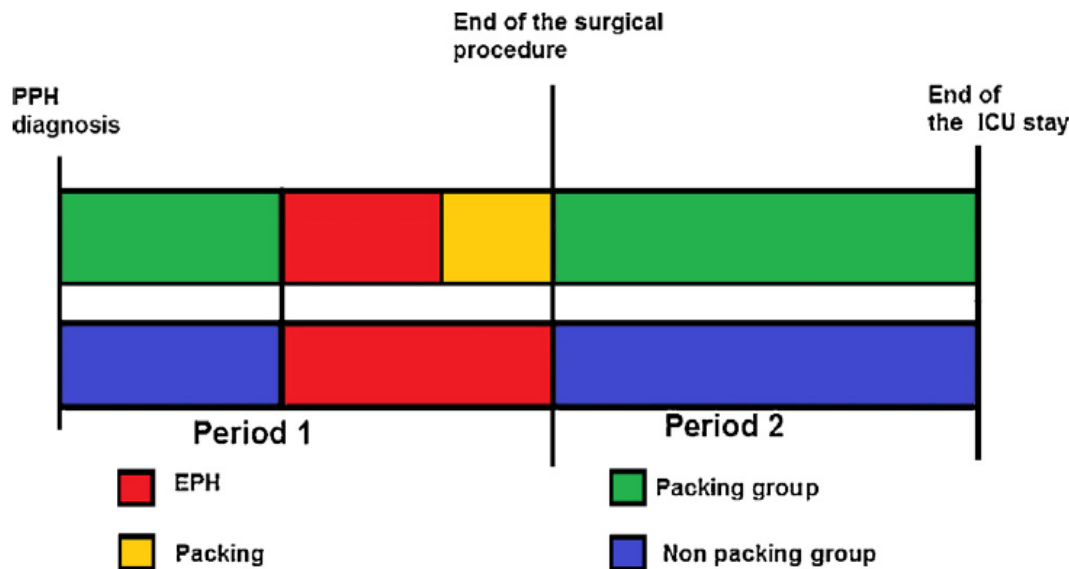 End of the surgical
procedure
PPH
diagnosis
End of
the ICU stay
Period 1
Period 2
EPH
Packing group
Packing
Non packing group